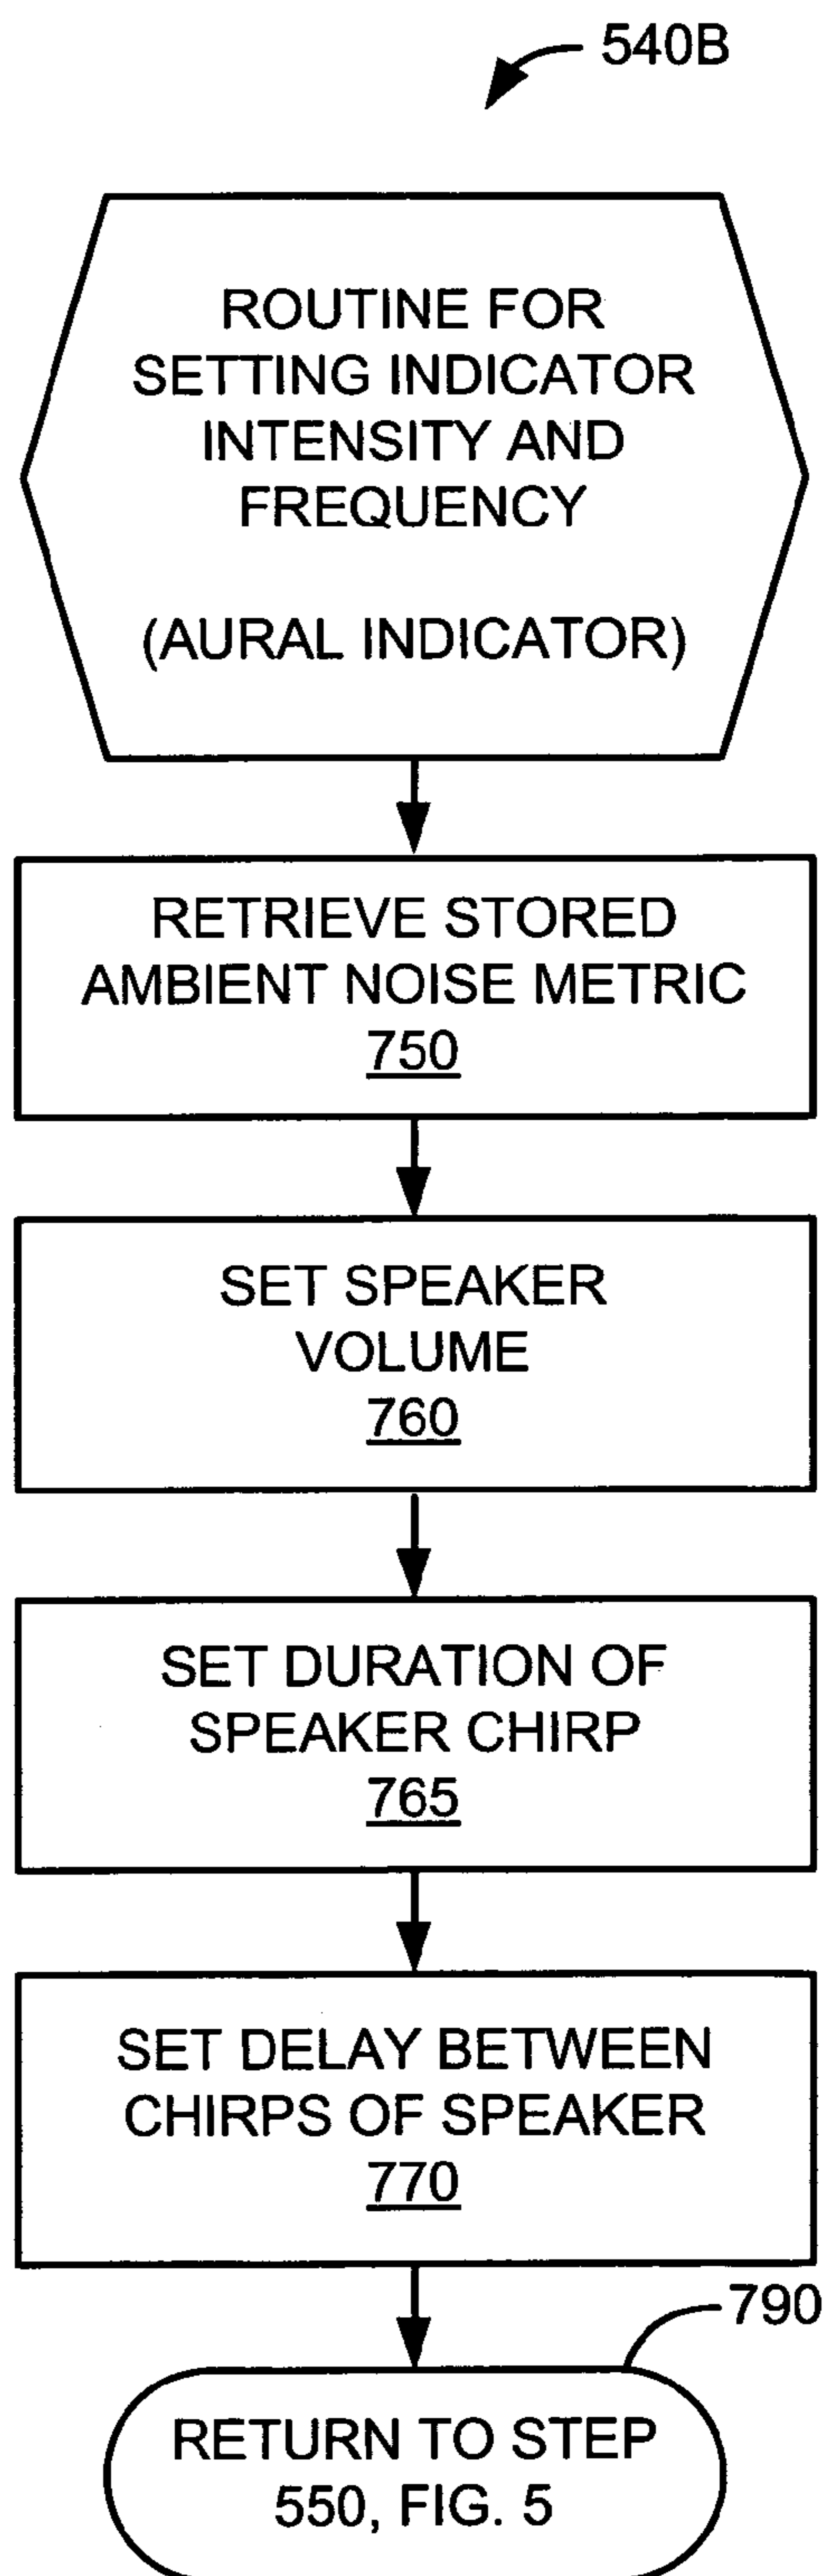 540B
ROUTINE FOR
SETTING INDICATOR
INTENSITY AND
FREQUENCY
(AURAL INDICATOR)
RETRIEVE STORED
AMBIENT NOISE METRIC
750
SET SPEAKER
VOLUME
760
SET DURATION OF
SPEAKER CHIRP
765
SET DELAY BETWEEN
CHIRPS OF SPEAKER
770
790
RETURN TO STEP
550, FIG. 5